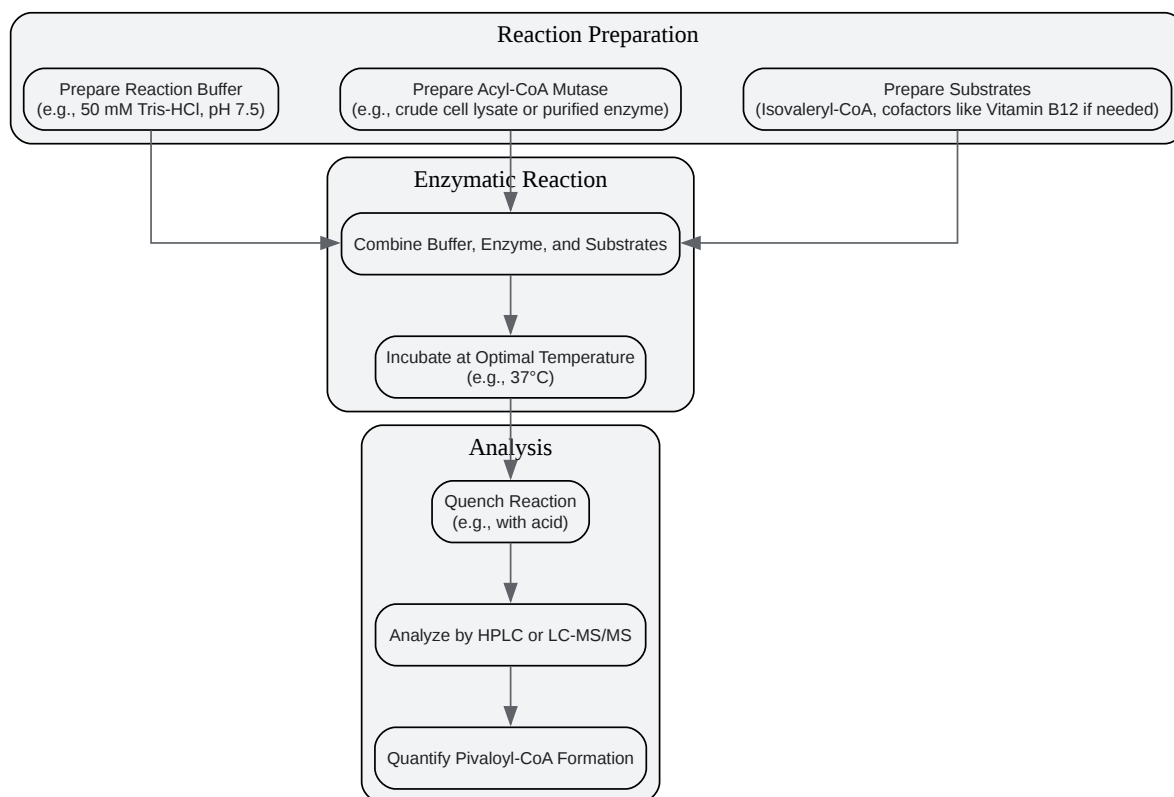 Reaction Preparation
Prepare Reaction Buffer
(e.g., 50 mM Tris-HCl, pH 7.5)
Prepare Acyl-CoA Mutase
(e.g., crude cell lysate or purified enzyme)
Prepare Substrates
(Isovaleryl-CoA, cofactors like Vitamin B12 if needed)
Enzymatic Reaction
Combine Buffer, Enzyme, and Substrates
Incubate at Optimal Temperature
(e.g., 37°C)
Analysis
Quench Reaction
(e.g., with acid)
Analyze by HPLC or LC-MS/MS
Quantify Pivaloyl-CoA Formation